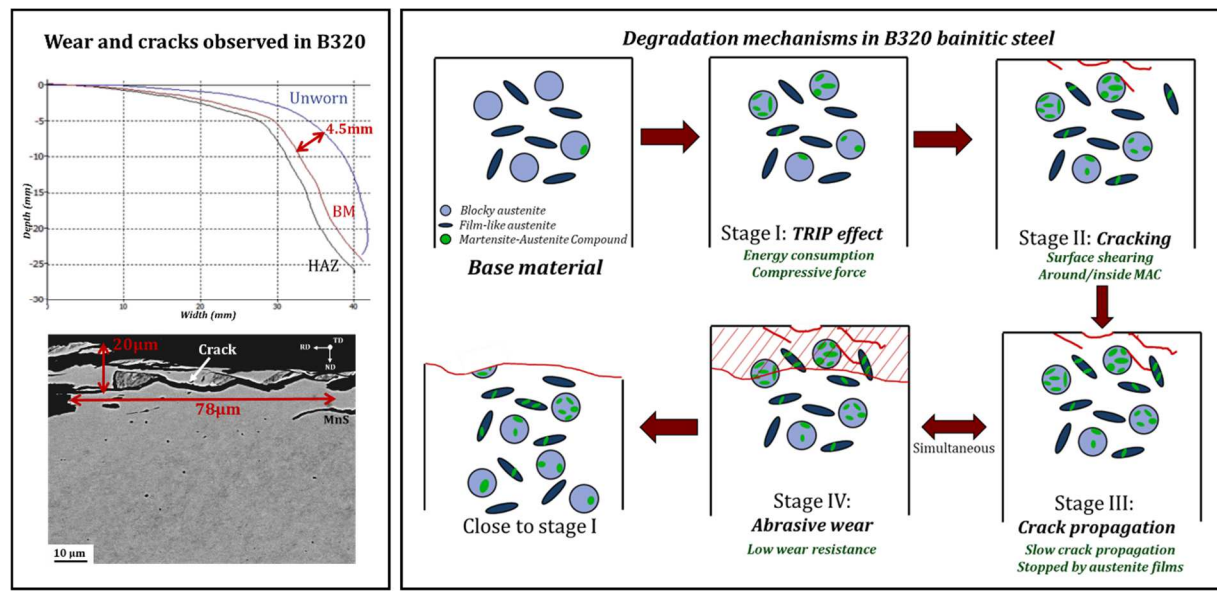 Wear and cracks observed in B320
0
-5
-10
-15
-20
-25
-30
Depth (mm)
10
20
30
40
Width (mm)
Unworn
4.5mm
BM
HAZ
20μm
Crack
RD
TD
ND
78μm
MnS
10 μm
Degradation mechanisms in B320 bainitic steel
Blocky austenite
Film-like austenite
Martensite-Austenite Compound
Base material
Stage I: TRIP effect
Energy consumption
Compressive force
Stage II: Cracking
Surface shearing
Around/inside MAC
Stage III:
Crack propagation
Slow crack propagation
Stopped by austenite films
Simultaneous
Stage IV:
Abrasive wear
Low wear resistance
Close to stage I